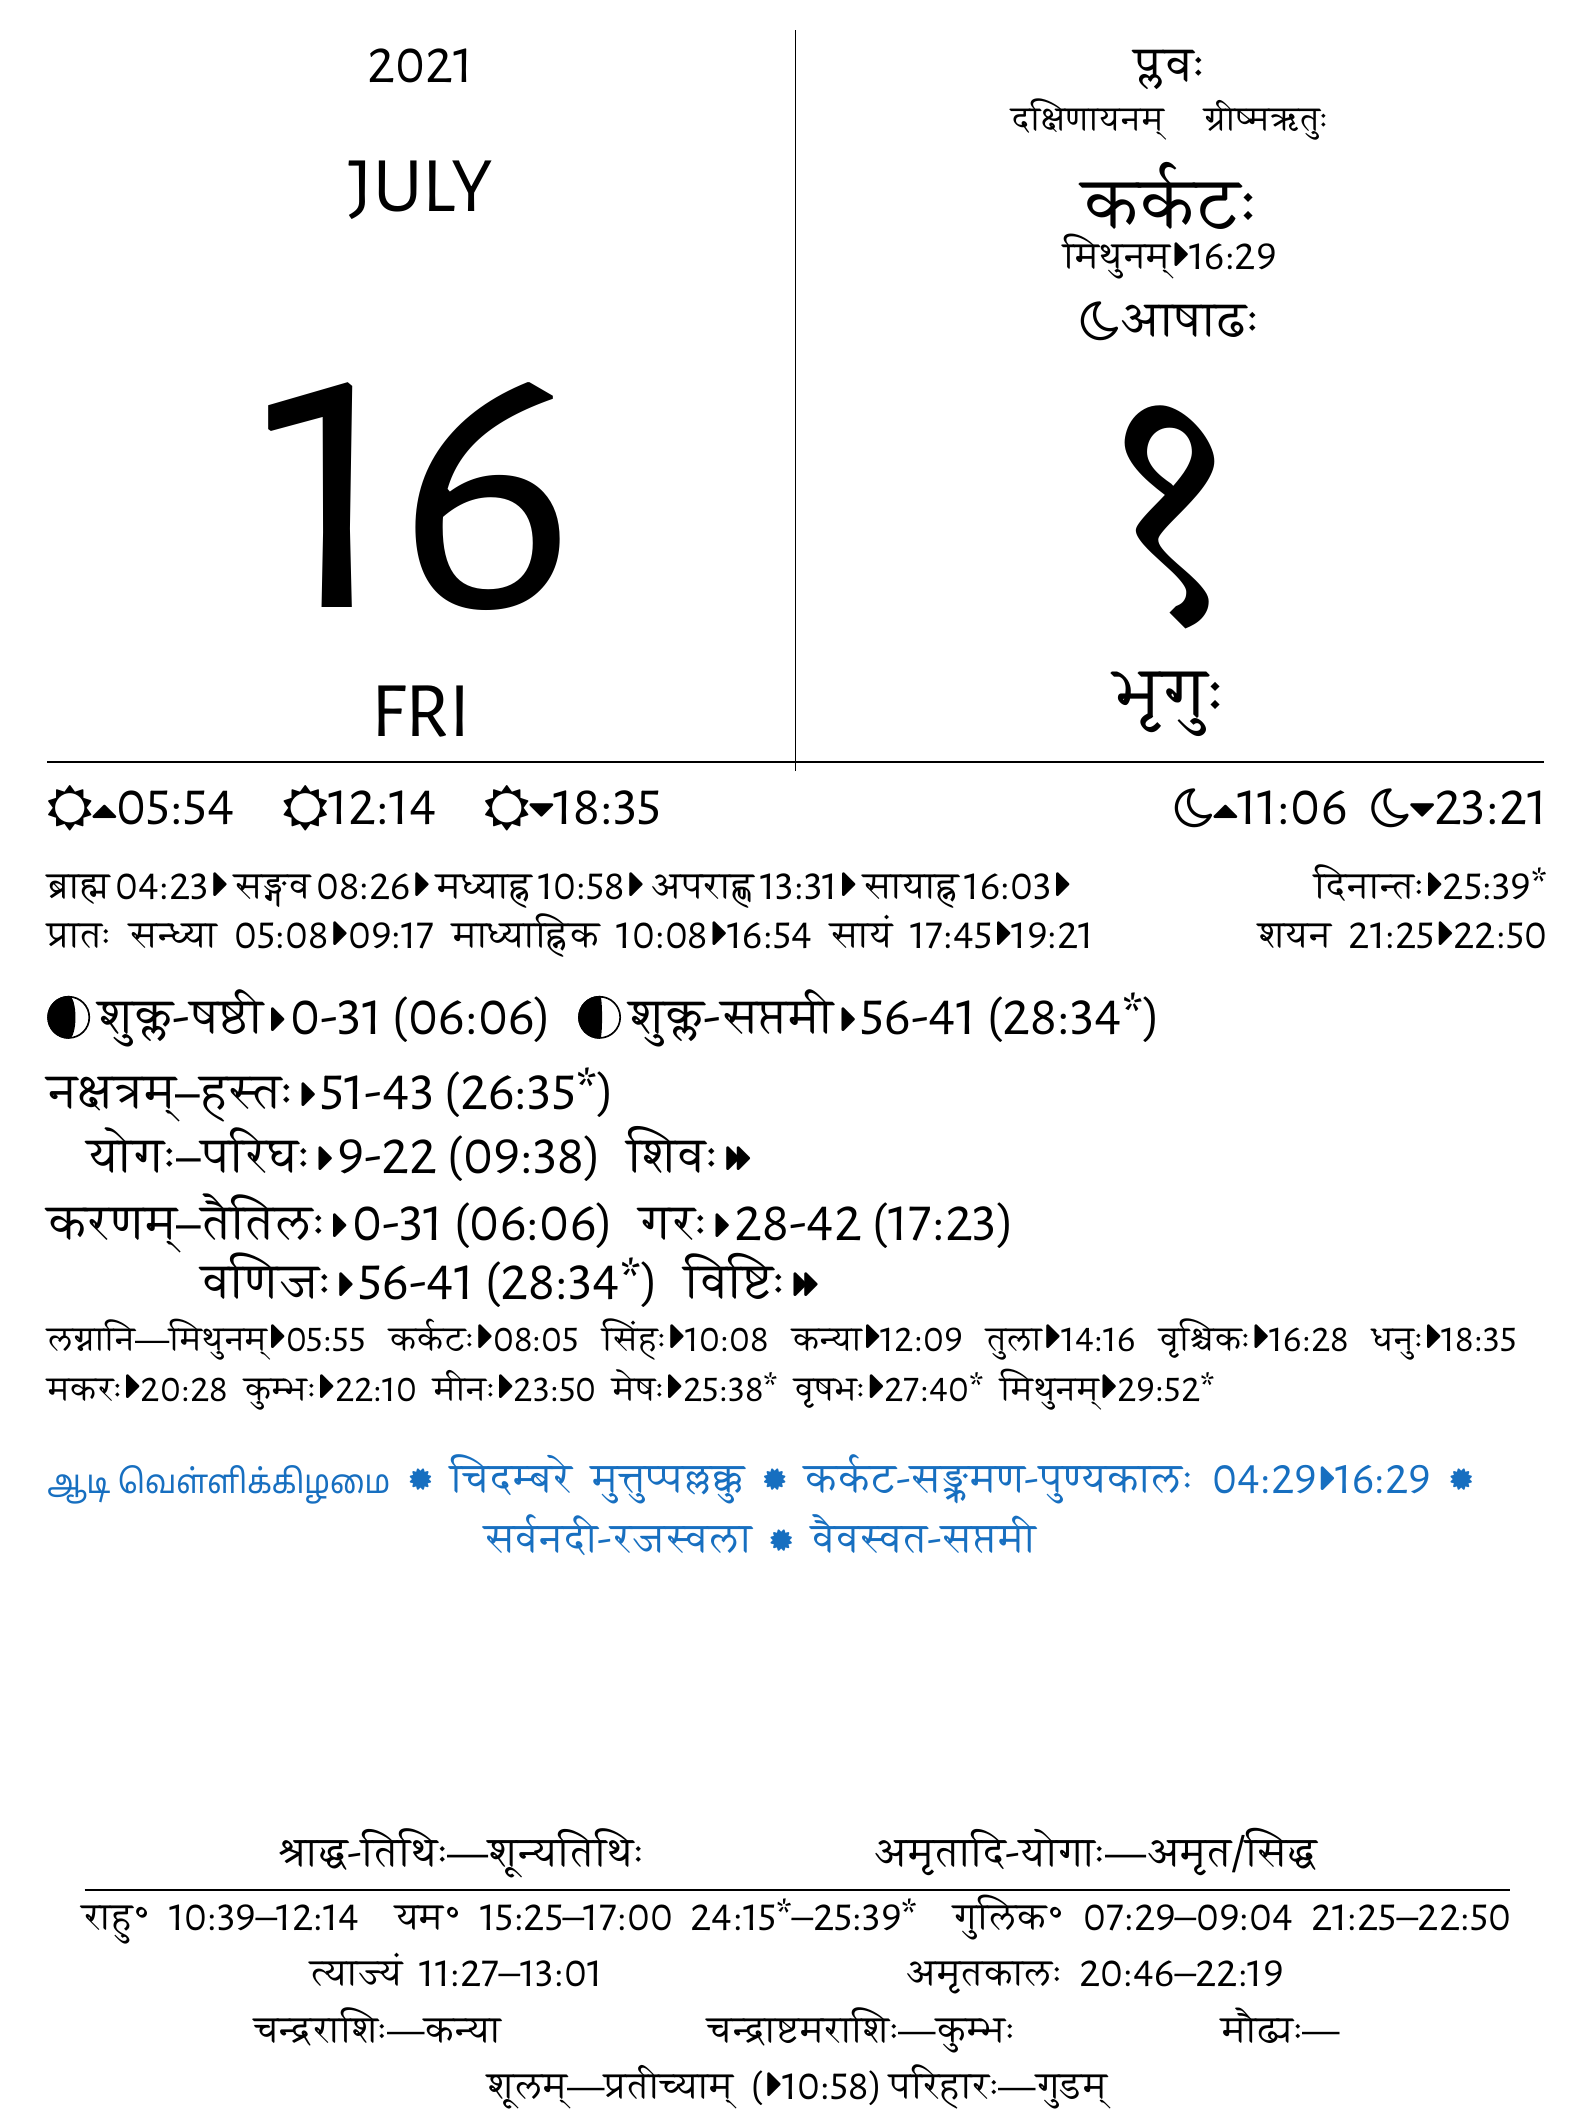 2021
JULY
16
FRI
प्लवः
दक्षिणायनम् ग्रीष्मऋतुः
कर्कटः
मिथुनम्⏵16:29
आषाढः
१
भृगुः
05:54 12:14 18:35 11:06 23:21
ब्राह्म 04:23⏵ सङ्गव 08:26⏵ मध्याह्न 10:58⏵ अपराह्ण 13:31⏵ सायाह्न 16:03⏵ दिनान्तः⏵25:39*
प्रातः सन्ध्या 05:08⏵09:17 माध्याह्निक 10:08⏵16:54 सायं 17:45⏵19:21 शयन 21:25⏵22:50
शुक्ल-षष्ठी⏵0-31 (06:06) शुक्ल-सप्तमी⏵56-41 (28:34*)
नक्षत्रम्–हस्तः⏵51-43 (26:35*)
योगः–परिघः⏵9-22 (09:38) शिवः⏩
करणम्–तैतिलः⏵0-31 (06:06) गरः⏵28-42 (17:23)
वणिजः⏵56-41 (28:34*) विष्टिः⏩
लग्नानि—मिथुनम्⏵05:55 कर्कटः⏵08:05 सिंहः⏵10:08 कन्या⏵12:09 तुला⏵14:16 वृश्चिकः⏵16:28 धनुः⏵18:35
मकरः⏵20:28 कुम्भः⏵22:10 मीनः⏵23:50 मेषः⏵25:38* वृषभः⏵27:40* मिथुनम्⏵29:52*
ஆடி வெள்ளிக்கிழமை ✹ चिदम्बरे मुत्तुप्पल्लक्कु ✹ कर्कट-सङ्क्रमण-पुण्यकालः 04:29⏵16:29 ✹
सर्वनदी-रजस्वला ✹ वैवस्वत-सप्तमी
श्राद्ध-तिथिः—शून्यतिथिः अमृतादि-योगाः—अमृत/सिद्ध
राहु॰ 10:39–12:14 यम॰ 15:25–17:00 24:15*–25:39* गुलिक॰ 07:29–09:04 21:25–22:50
त्याज्यं 11:27–13:01 अमृतकालः 20:46–22:19
चन्द्रराशिः—कन्या चन्द्राष्टमराशिः—कुम्भः मौढ्यः—
शूलम्—प्रतीच्याम् (⏵10:58) परिहारः—गुडम्